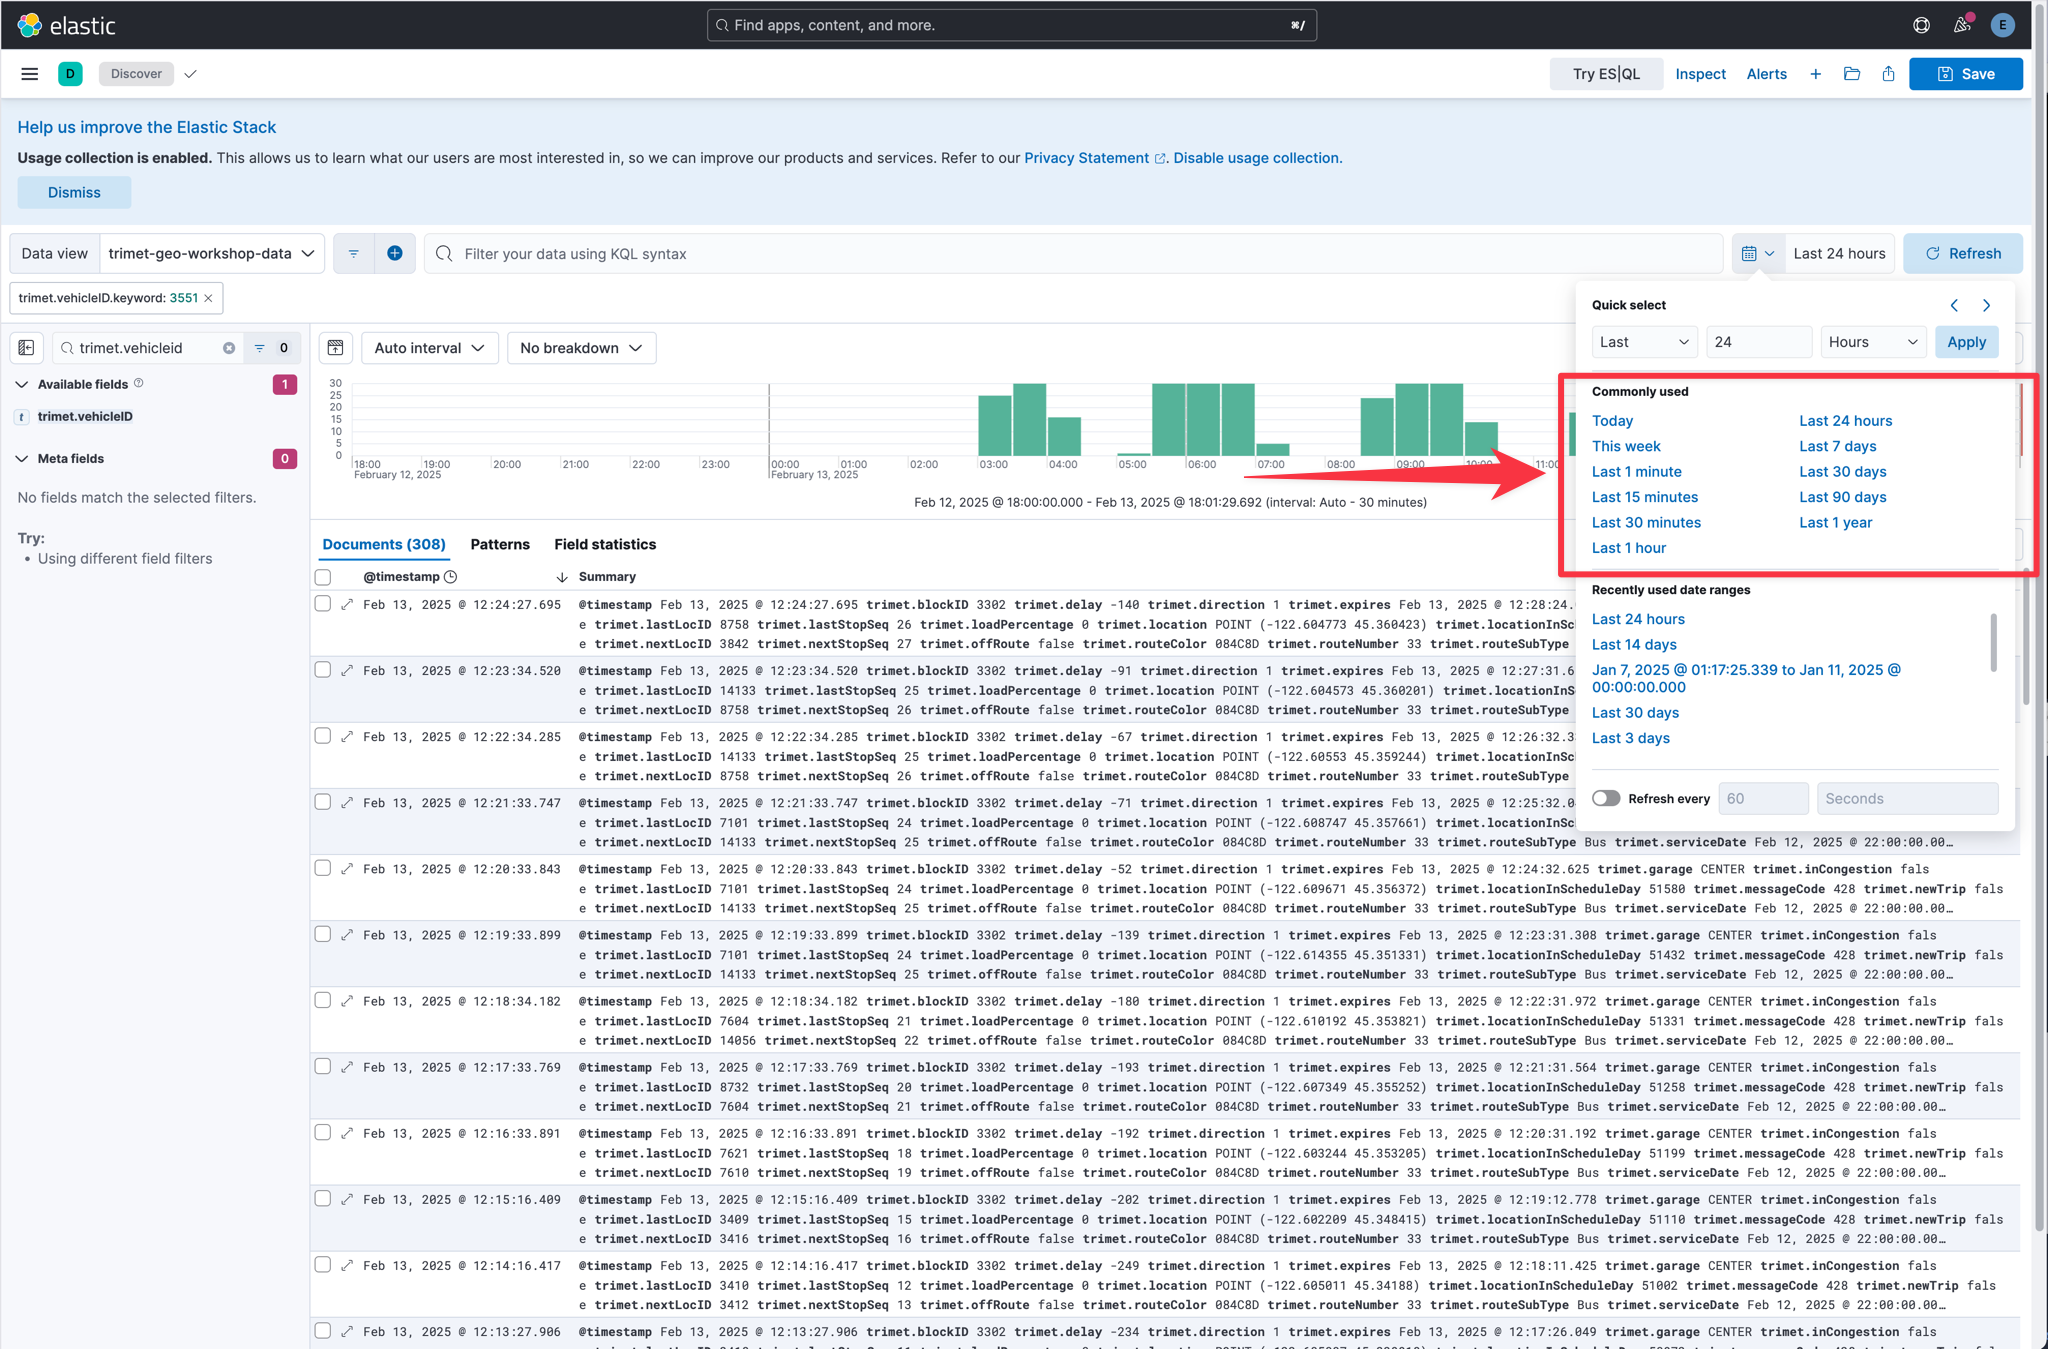 elastic
Find apps, content, and more.
⌘/
E
D
Discover
Try ES|QL
Inspect
Alerts
Save
Help us improve the Elastic Stack
Usage collection is enabled. This allows us to learn what our users are most interested in, so we can improve our products and services. Refer to our Privacy Statement. Disable usage collection.
Dismiss
Data view
trimet-geo-workshop-data
Filter your data using KQL syntax
Last 24 hours
Refresh
trimet.vehicleID.keyword: 3551
trimet.vehicleid
0
Available fields
1
t trimet.vehicleID
Meta fields
0
No fields match the selected filters.
Try:
• Using different field filters
Auto interval
No breakdown
30
25
20
15
10
5
0
18:00 19:00 20:00 21:00 22:00 23:00 00:00 01:00 02:00 03:00 04:00 05:00 06:00 07:00 08:00 09:00 10:00 11:00
February 12, 2025 February 13, 2025
Feb 12, 2025 @ 18:00:00.000 - Feb 13, 2025 @ 18:01:29.692 (interval: Auto - 30 minutes)
Quick select
Last
24
Hours
Apply
Commonly used
Today
Last 24 hours
This week
Last 7 days
Last 1 minute
Last 30 days
Last 15 minutes
Last 90 days
Last 30 minutes
Last 1 year
Last 1 hour
Recently used date ranges
Last 24 hours
Last 14 days
Jan 7, 2025 @ 01:17:25.339 to Jan 11, 2025 @
00:00:00.000
Last 30 days
Last 3 days
Refresh every
60
Seconds
Documents (308)
Patterns
Field statistics
@timestamp
Summary
Feb 13, 2025 @ 12:24:27.695 @timestamp Feb 13, 2025 @ 12:24:27.695 trimet.blockID 3302 trimet.delay -140 trimet.direction 1 trimet.expires Feb 13, 2025 @ 12:28:24.
e trimet.lastLocID 8758 trimet.lastStopSeq 26 trimet.loadPercentage 0 trimet.location POINT (-122.604773 45.360423) trimet.locationInSch
e trimet.nextLocID 3842 trimet.nextStopSeq 27 trimet.offRoute false trimet.routeColor 084C8D trimet.routeNumber 33 trimet.routeSubType
Feb 13, 2025 @ 12:23:34.520 @timestamp Feb 13, 2025 @ 12:23:34.520 trimet.blockID 3302 trimet.delay -91 trimet.direction 1 trimet.expires Feb 13, 2025 @ 12:27:31.6
e trimet.lastLocID 14133 trimet.lastStopSeq 25 trimet.loadPercentage 0 trimet.location POINT (-122.604573 45.360201) trimet.locationInS
e trimet.nextLocID 8758 trimet.nextStopSeq 26 trimet.offRoute false trimet.routeColor 084C8D trimet.routeNumber 33 trimet.routeSubType
Feb 13, 2025 @ 12:22:34.285 @timestamp Feb 13, 2025 @ 12:22:34.285 trimet.blockID 3302 trimet.delay -67 trimet.direction 1 trimet.expires Feb 13, 2025 @ 12:26:32.3
e trimet.lastLocID 14133 trimet.lastStopSeq 25 trimet.loadPercentage 0 trimet.location POINT (-122.60553 45.359244) trimet.locationInSc
e trimet.nextLocID 8758 trimet.nextStopSeq 26 trimet.offRoute false trimet.routeColor 084C8D trimet.routeNumber 33 trimet.routeSubType
Feb 13, 2025 @ 12:21:33.747 @timestamp Feb 13, 2025 @ 12:21:33.747 trimet.blockID 3302 trimet.delay -71 trimet.direction 1 trimet.expires Feb 13, 2025 @ 12:25:32.0
e trimet.lastLocID 7101 trimet.lastStopSeq 24 trimet.loadPercentage 0 trimet.location POINT (-122.608747 45.357661) trimet.locationInSc
e trimet.nextLocID 14133 trimet.nextStopSeq 25 trimet.offRoute false trimet.routeColor 084C8D trimet.routeNumber 33 trimet.routeSubType Bus trimet.serviceDate Feb 12, 2025 @ 22:00:00.00…
Feb 13, 2025 @ 12:20:33.843 @timestamp Feb 13, 2025 @ 12:20:33.843 trimet.blockID 3302 trimet.delay -52 trimet.direction 1 trimet.expires Feb 13, 2025 @ 12:24:32.625 trimet.garage CENTER trimet.inCongestion fals
e trimet.lastLocID 7101 trimet.lastStopSeq 24 trimet.loadPercentage 0 trimet.location POINT (-122.609671 45.356372) trimet.locationInScheduleDay 51580 trimet.messageCode 428 trimet.newTrip fals
e trimet.nextLocID 14133 trimet.nextStopSeq 25 trimet.offRoute false trimet.routeColor 084C8D trimet.routeNumber 33 trimet.routeSubType Bus trimet.serviceDate Feb 12, 2025 @ 22:00:00.00…
Feb 13, 2025 @ 12:19:33.899 @timestamp Feb 13, 2025 @ 12:19:33.899 trimet.blockID 3302 trimet.delay -139 trimet.direction 1 trimet.expires Feb 13, 2025 @ 12:23:31.308 trimet.garage CENTER trimet.inCongestion fals
e trimet.lastLocID 7101 trimet.lastStopSeq 24 trimet.loadPercentage 0 trimet.location POINT (-122.614355 45.351331) trimet.locationInScheduleDay 51432 trimet.messageCode 428 trimet.newTrip fals
e trimet.nextLocID 14133 trimet.nextStopSeq 25 trimet.offRoute false trimet.routeColor 084C8D trimet.routeNumber 33 trimet.routeSubType Bus trimet.serviceDate Feb 12, 2025 @ 22:00:00.00…
Feb 13, 2025 @ 12:18:34.182 @timestamp Feb 13, 2025 @ 12:18:34.182 trimet.blockID 3302 trimet.delay -180 trimet.direction 1 trimet.expires Feb 13, 2025 @ 12:22:31.972 trimet.garage CENTER trimet.inCongestion fals
e trimet.lastLocID 7604 trimet.lastStopSeq 21 trimet.loadPercentage 0 trimet.location POINT (-122.610192 45.353821) trimet.locationInScheduleDay 51331 trimet.messageCode 428 trimet.newTrip fals
e trimet.nextLocID 14056 trimet.nextStopSeq 22 trimet.offRoute false trimet.routeColor 084C8D trimet.routeNumber 33 trimet.routeSubType Bus trimet.serviceDate Feb 12, 2025 @ 22:00:00.00…
Feb 13, 2025 @ 12:17:33.769 @timestamp Feb 13, 2025 @ 12:17:33.769 trimet.blockID 3302 trimet.delay -193 trimet.direction 1 trimet.expires Feb 13, 2025 @ 12:21:31.564 trimet.garage CENTER trimet.inCongestion fals
e trimet.lastLocID 8732 trimet.lastStopSeq 20 trimet.loadPercentage 0 trimet.location POINT (-122.607349 45.355252) trimet.locationInScheduleDay 51258 trimet.messageCode 428 trimet.newTrip fals
e trimet.nextLocID 7604 trimet.nextStopSeq 21 trimet.offRoute false trimet.routeColor 084C8D trimet.routeNumber 33 trimet.routeSubType Bus trimet.serviceDate Feb 12, 2025 @ 22:00:00.00…
Feb 13, 2025 @ 12:16:33.891 @timestamp Feb 13, 2025 @ 12:16:33.891 trimet.blockID 3302 trimet.delay -192 trimet.direction 1 trimet.expires Feb 13, 2025 @ 12:20:31.192 trimet.garage CENTER trimet.inCongestion fals
e trimet.lastLocID 7621 trimet.lastStopSeq 18 trimet.loadPercentage 0 trimet.location POINT (-122.603244 45.353205) trimet.locationInScheduleDay 51199 trimet.messageCode 428 trimet.newTrip fals
e trimet.nextLocID 7610 trimet.nextStopSeq 19 trimet.offRoute false trimet.routeColor 084C8D trimet.routeNumber 33 trimet.routeSubType Bus trimet.serviceDate Feb 12, 2025 @ 22:00:00.00…
Feb 13, 2025 @ 12:15:16.409 @timestamp Feb 13, 2025 @ 12:15:16.409 trimet.blockID 3302 trimet.delay -202 trimet.direction 1 trimet.expires Feb 13, 2025 @ 12:19:12.778 trimet.garage CENTER trimet.inCongestion fals
e trimet.lastLocID 3409 trimet.lastStopSeq 15 trimet.loadPercentage 0 trimet.location POINT (-122.602209 45.348415) trimet.locationInScheduleDay 51110 trimet.messageCode 428 trimet.newTrip fals
e trimet.nextLocID 3416 trimet.nextStopSeq 16 trimet.offRoute false trimet.routeColor 084C8D trimet.routeNumber 33 trimet.routeSubType Bus trimet.serviceDate Feb 12, 2025 @ 22:00:00.00…
Feb 13, 2025 @ 12:14:16.417 @timestamp Feb 13, 2025 @ 12:14:16.417 trimet.blockID 3302 trimet.delay -249 trimet.direction 1 trimet.expires Feb 13, 2025 @ 12:18:11.425 trimet.garage CENTER trimet.inCongestion fals
e trimet.lastLocID 3410 trimet.lastStopSeq 12 trimet.loadPercentage 0 trimet.location POINT (-122.605011 45.34188) trimet.locationInScheduleDay 51002 trimet.messageCode 428 trimet.newTrip fals
e trimet.nextLocID 3412 trimet.nextStopSeq 13 trimet.offRoute false trimet.routeColor 084C8D trimet.routeNumber 33 trimet.routeSubType Bus trimet.serviceDate Feb 12, 2025 @ 22:00:00.00…
Feb 13, 2025 @ 12:13:27.906 @timestamp Feb 13, 2025 @ 12:13:27.906 trimet.blockID 3302 trimet.delay -234 trimet.direction 1 trimet.expires Feb 13, 2025 @ 12:17:26.049 trimet.garage CENTER trimet.inCongestion fals